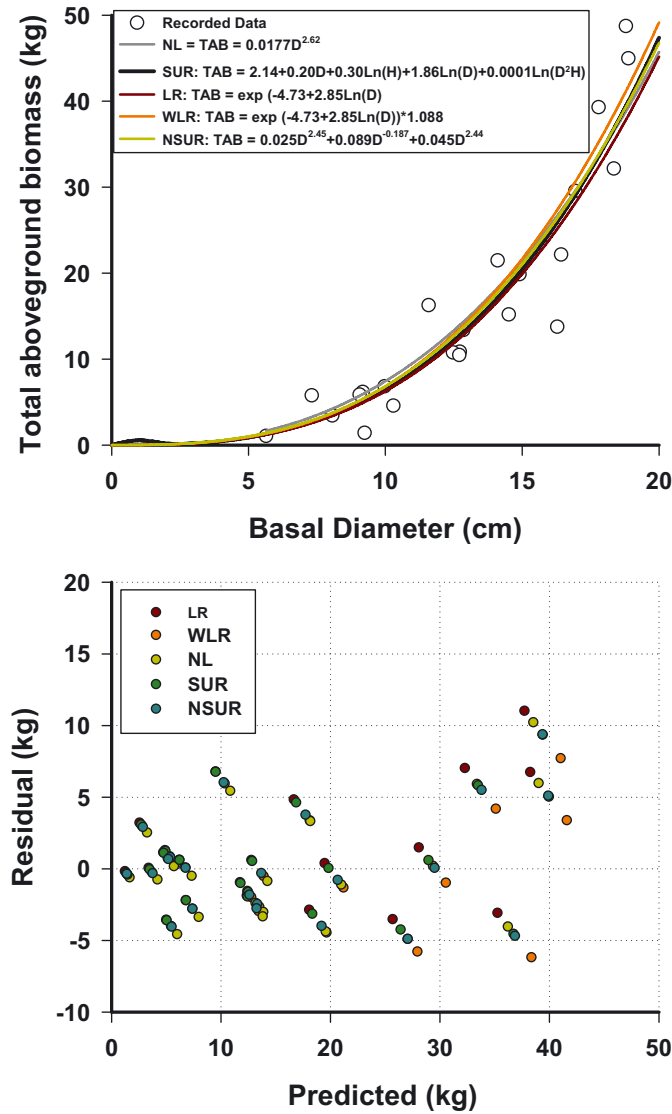 50
40
30
20
10
0
Total aboveground biomass (kg)
Recorded Data
NL = TAB = 0.0177D^2.62
SUR: TAB = 2.14+0.20D+0.30Ln(H)+1.86Ln(D)+0.0001Ln(D²H)
LR: TAB = exp (-4.73+2.85Ln(D)
WLR: TAB = exp (-4.73+2.85Ln(D))*1.088
NSUR: TAB = 0.025D^2.45+0.089D^-0.187+0.045D^2.44
0 5 10 15 20
Basal Diameter (cm)
20
15
10
5
0
-5
-10
Residual (kg)
LR
WLR
NL
SUR
NSUR
0 10 20 30 40 50
Predicted (kg)